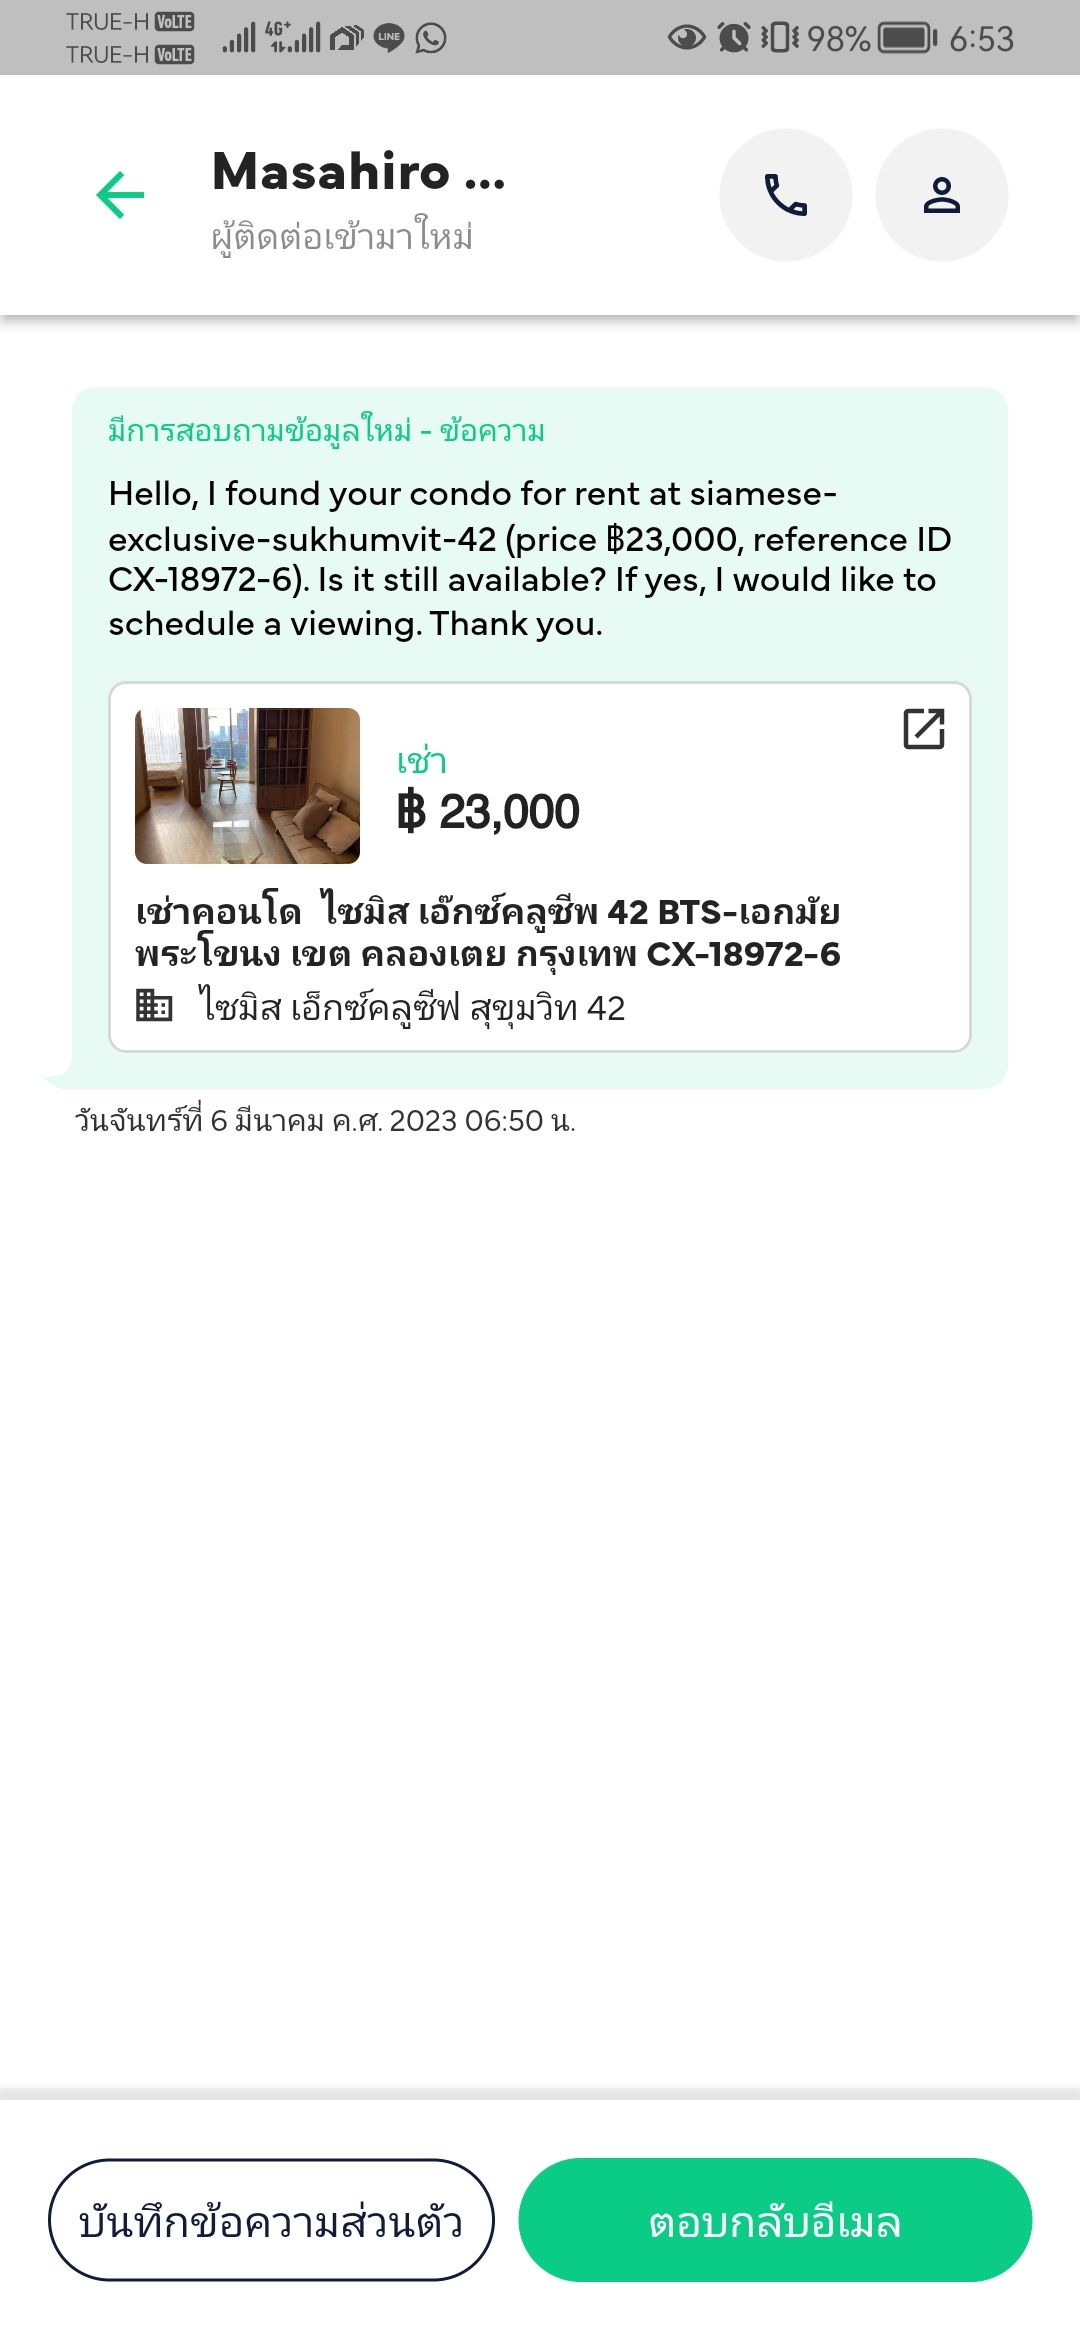 TRUE-H VoLTE
TRUE-H VoLTE
4G+
LINE
98%
6:53
Masahiro ...
ผู้ติดต่อเข้ามาใหม่
มีการสอบถามข้อมูลใหม่ - ข้อความ
Hello, I found your condo for rent at siamese-
exclusive-sukhumvit-42 (price ฿23,000, reference ID
CX-18972-6). Is it still available? If yes, I would like to
schedule a viewing. Thank you.
เช่า
฿ 23,000
เช่าคอนโด ไซมิส เอ๊กซ์คลูซีพ 42 BTS-เอกมัย
พระโขนง เขต คลองเตย กรุงเทพ CX-18972-6
ไซมิส เอ็กซ์คลูซีฟ สุขุมวิท 42
วันจันทร์ที่ 6 มีนาคม ค.ศ. 2023 06:50 น.
บันทึกข้อความส่วนตัว
ตอบกลับอีเมล